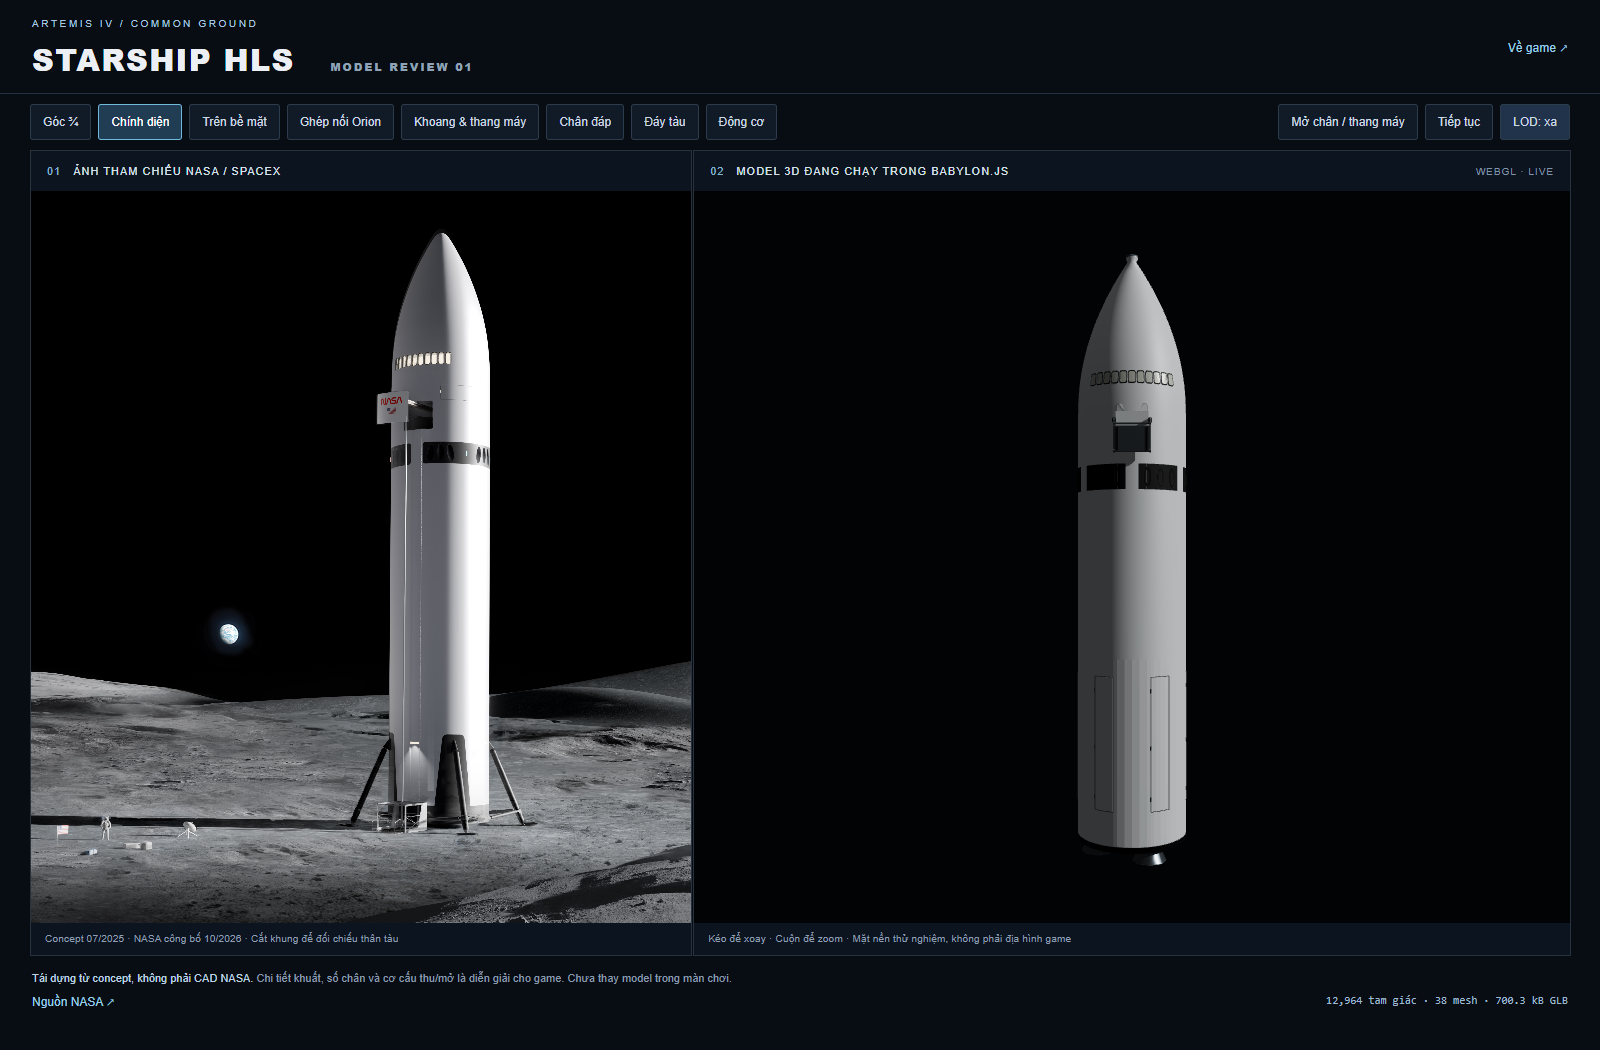 ARTEMIS IV / COMMON GROUND
STARSHIP HLS
MODEL REVIEW 01
Về game ↗
Góc ¾
Chính diện
Trên bề mặt
Ghép nối Orion
Khoang & thang máy
Chân đáp
Đáy tàu
Động cơ
Mở chân / thang máy
Tiếp tục
LOD: xa
01 ẢNH THAM CHIẾU NASA / SPACEX
02 MODEL 3D ĐANG CHẠY TRONG BABYLON.JS
WEBGL · LIVE
NASA
Concept 07/2025 · NASA công bố 10/2026 · Cắt khung để đối chiếu thân tàu
Kéo để xoay · Cuộn để zoom · Mặt nền thử nghiệm, không phải địa hình game
Tái dựng từ concept, không phải CAD NASA. Chi tiết khuất, số chân và cơ cấu thu/mở là diễn giải cho game. Chưa thay model trong màn chơi.
Nguồn NASA ↗
12,964 tam giác · 38 mesh · 700.3 kB GLB